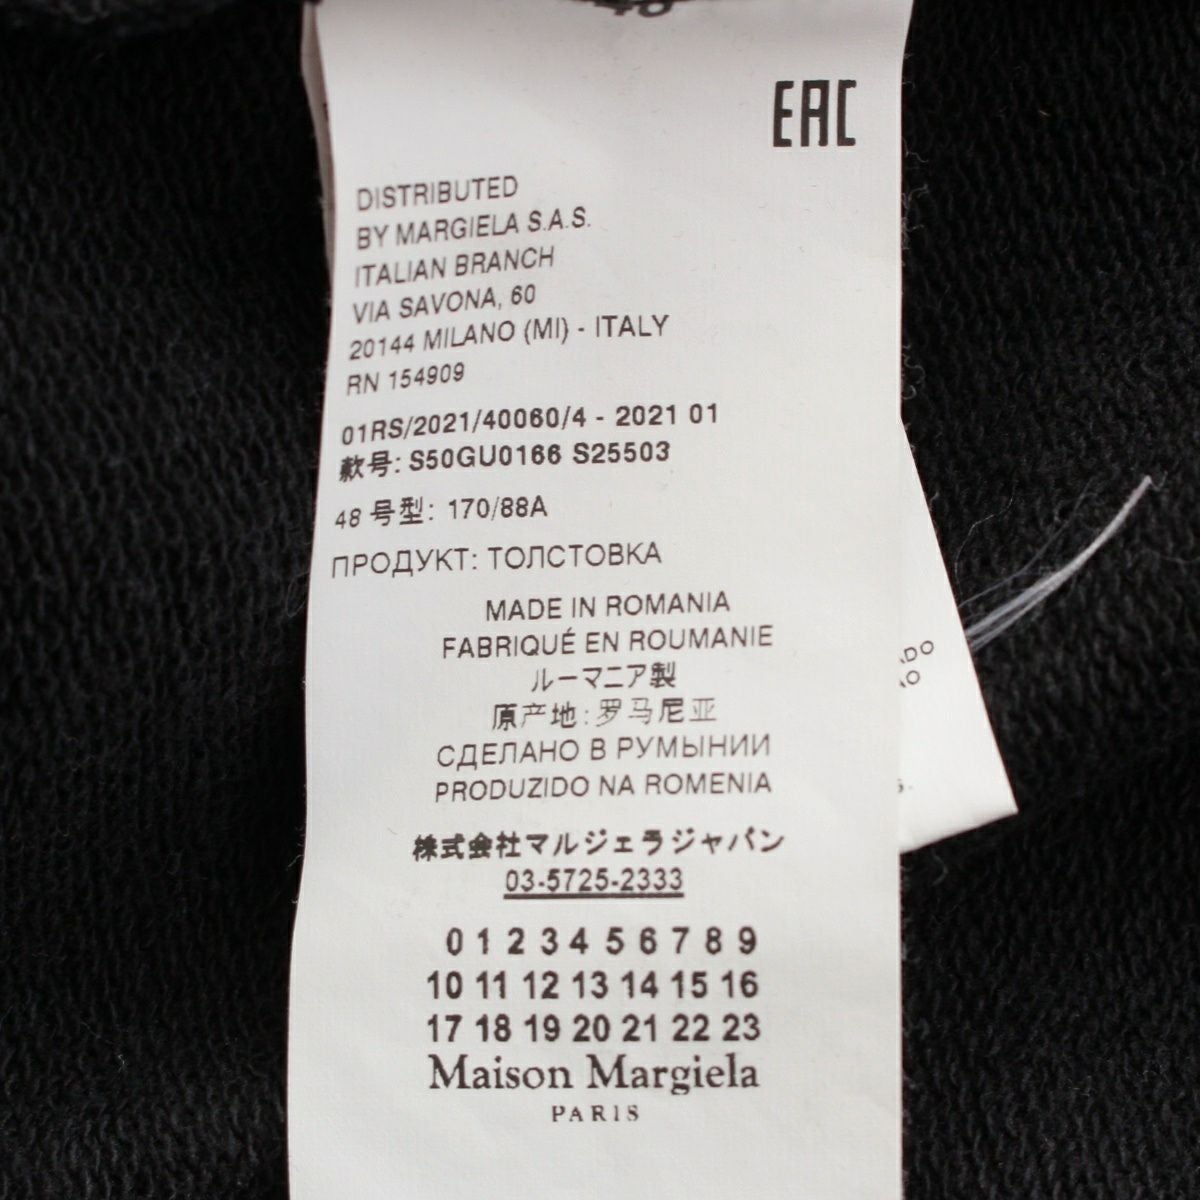 EAC
DISTRIBUTED
BY MARGIELA S.A.S.
ITALIAN BRANCH
VIA SAVONA, 60
20144 MILANO (MI) - ITALY
RN 154909
01RS/2021/40060/4 - 2021 01
款号: S50GU0166 S25503
48 号型: 170/88A
ПРОДУКТ: ТОЛСТОВКА
MADE IN ROMANIA
FABRIQUÉ EN ROUMANIE
ルーマニア製
原产地: 罗马尼亚
СДЕЛАНО В РУМЫНИИ
PRODUZIDO NA ROMENIA
株式会社マルジェラジャパン
03-5725-2333
0 1 2 3 4 5 6 7 8 9
10 11 12 13 14 15 16
17 18 19 20 21 22 23
Maison Margiela
PARIS